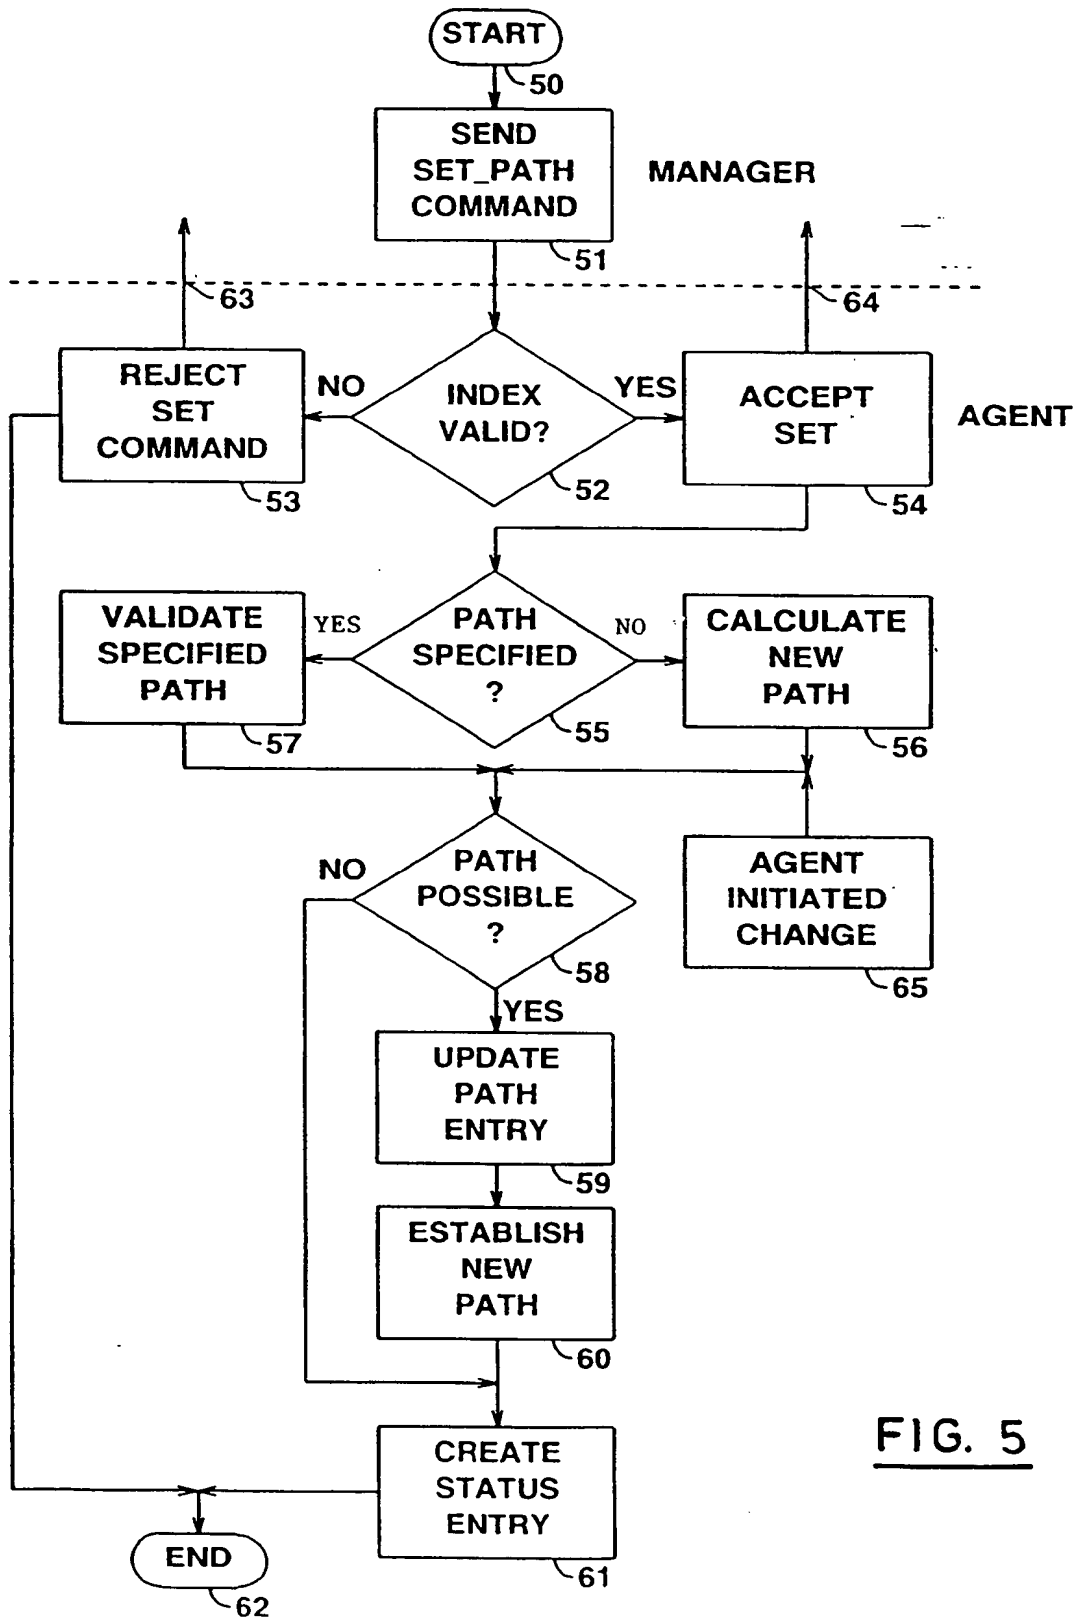 START
50
SEND
SET_PATH
COMMAND
51
MANAGER
63
64
REJECT
SET
COMMAND
53
NO
INDEX
VALID?
52
YES
ACCEPT
SET
54
AGENT
VALIDATE
SPECIFIED
PATH
57
YES
PATH
SPECIFIED
?
55
NO
CALCULATE
NEW
PATH
56
NO
PATH
POSSIBLE
?
58
AGENT
INITIATED
CHANGE
65
YES
UPDATE
PATH
ENTRY
59
ESTABLISH
NEW
PATH
60
CREATE
STATUS
ENTRY
61
END
62
FIG. 5